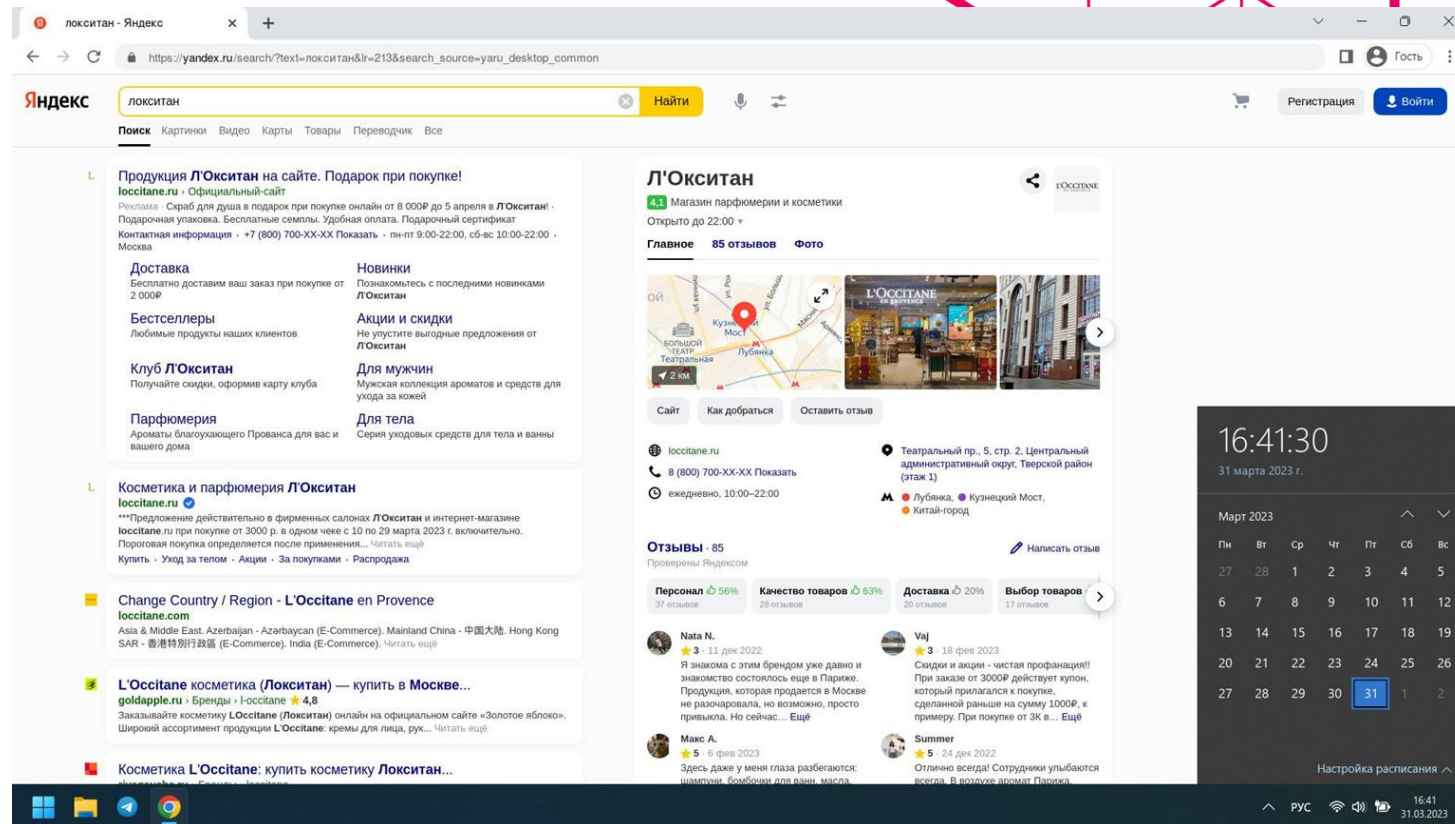 локситан - Яндекс
https://yandex.ru/search/?text=локситан&lr=213&search_source=yaru_desktop_common
Гость
Яндекс
локситан
Найти
Регистрация
Войти
Поиск Картинки Видео Карты Товары Переводчик Все
Продукция Л'Окситан на сайте. Подарок при покупке!
loccitane.ru › Официальный-сайт
Реклама · Скраб для душа в подарок при покупке онлайн от 8 000₽ до 5 апреля в Л'Окситан! ·
Подарочная упаковка. Бесплатные семплы. Удобная оплата. Подарочный сертификат
Контактная информация · +7 (800) 700-XX-XX Показать · пн-пт 9:00-22:00, сб-вс 10:00-22:00 ·
Москва
Доставка
Бесплатно доставим ваш заказ при покупке от
2 000₽
Новинки
Познакомьтесь с последними новинками
Л'Окситан
Бестселлеры
Любимые продукты наших клиентов
Акции и скидки
Не упустите выгодные предложения от
Л'Окситан
Клуб Л'Окситан
Получайте скидки, оформив карту клуба
Для мужчин
Мужская коллекция ароматов и средств для
ухода за кожей
Парфюмерия
Ароматы благоухающего Прованса для вас и
вашего дома
Для тела
Серия уходовых средств для тела и ванны
Косметика и парфюмерия Л'Окситан
loccitane.ru
***Предложение действительно в фирменных салонах Л'Окситан и интернет-магазине
loccitane.ru при покупке от 3000 р. в одном чеке с 10 по 29 марта 2023 г. включительно.
Пороговая покупка определяется после применения... Читать ещё
Купить · Уход за телом · Акции · За покупками · Распродажа
Change Country / Region - L'Occitane en Provence
loccitane.com
Asia & Middle East. Azerbaijan - Azərbaycan (E-Commerce). Mainland China - 中国大陆. Hong Kong
SAR - 香港特別行政區 (E-Commerce). India (E-Commerce). Читать ещё
L'Occitane косметика (Локситан) — купить в Москве...
goldapple.ru › Бренды › l-occitane 4,8
Заказывайте косметику LOccitane (Локситан) онлайн на официальном сайте «Золотое яблоко».
Широкий ассортимент продукции L'Occitane: кремы для лица, рук... Читать ещё
Косметика L'Occitane: купить косметику Локситан...
Л'Окситан
L'OCCITANE
4,1 Магазин парфюмерии и косметики
Открыто до 22:00
Главное 85 отзывов Фото
Кузнецкий
Мост
БОЛЬШОЙ
ТЕАТР
Театральная
Лубянка
2 км
L'OCCITANE
EN PROVENCE
Сайт Как добраться Оставить отзыв
loccitane.ru
8 (800) 700-XX-XX Показать
ежедневно, 10:00–22:00
Театральный пр., 5,
стр. 2, Центральный
административный
округ, Тверской район
(этаж 1)
Лубянка, Кузнецкий Мост,
Китай-город
Отзывы · 85
Проверены Яндексом
Написать отзыв
Персонал 56%
37 отзывов
Качество товаров 63%
28 отзывов
Доставка 20%
20 отзывов
Выбор товаров
17 отзывов
Nata N.
3 · 11 дек 2022
Я знакома с этим брендом уже давно и
знакомство состоялось еще в Париже.
Продукция, которая продается в Москве
не разочаровала, но возможно, просто
привыкла. Но сейчас... Ещё
Vaj
3 · 18 фев 2023
Скидки и акции - чистая профанация!!
При заказе от 3000₽ действует купон,
который прилагался к покупке,
сделанной раньше на сумму 1000₽, к
примеру. При покупке от 3К в... Ещё
Макс А.
5 · 6 фев 2023
Здесь даже у меня глаза разбегаются:
шампуни, бомбочки для ванн, масла,
Summer
5 · 24 дек 2022
Отлично всегда! Сотрудники улыбаются
всегда. В воздухе аромат Парижа.
16:41:30
31 марта 2023 г.
Март 2023
Пн Вт Ср Чт Пт Сб Вс
27 28 1 2 3 4 5
6 7 8 9 10 11 12
13 14 15 16 17 18 19
20 21 22 23 24 25 26
27 28 29 30 31 1 2
Настройка расписания
РУС
16:41
31.03.2023